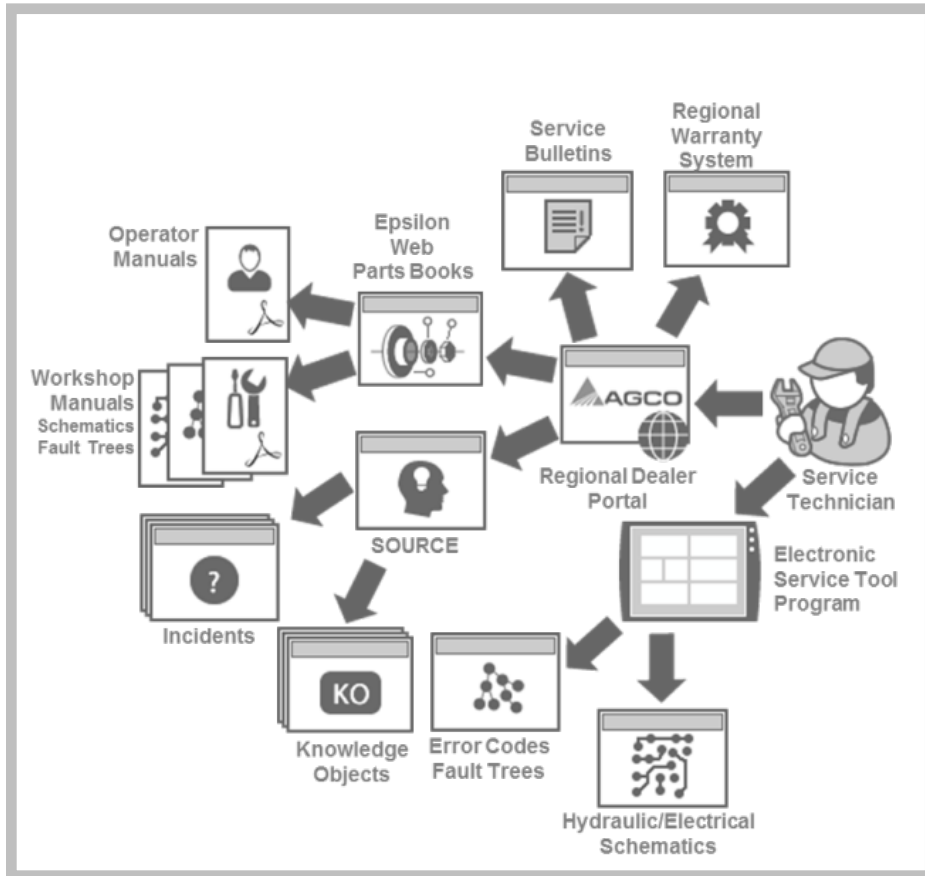 Regional
Warranty
System
Service
Bulletins
Epsilon
Web
Parts Books
Operator
Manuals
Workshop
Manuals
Schematics
Fault Trees
AGCO
Regional Dealer
Portal
Service
Technician
SOURCE
Electronic
Service Tool
Program
?
Incidents
KO
Knowledge
Objects
Error Codes
Fault Trees
Hydraulic/Electrical
Schematics